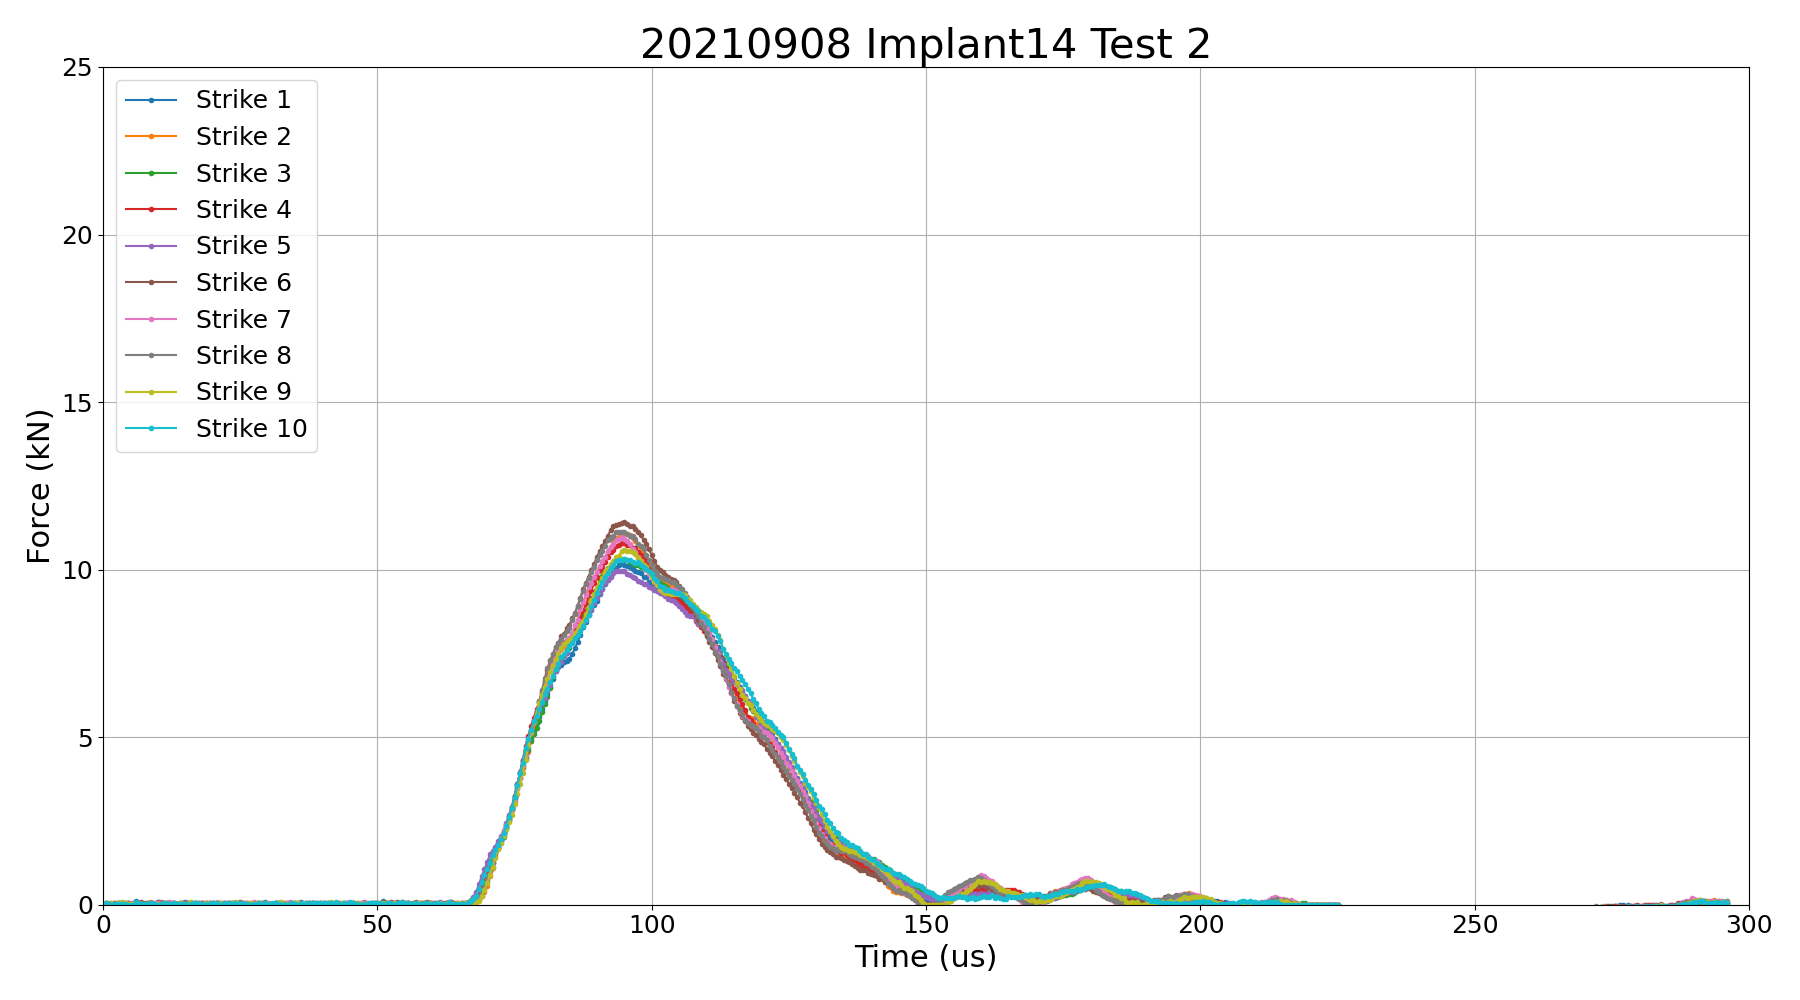 20210908 Implant14 Test 2
25
20
15
10
5
0
Force (kN)
Strike 1
Strike 2
Strike 3
Strike 4
Strike 5
Strike 6
Strike 7
Strike 8
Strike 9
Strike 10
0 50 100 150 200 250 300
Time (us)